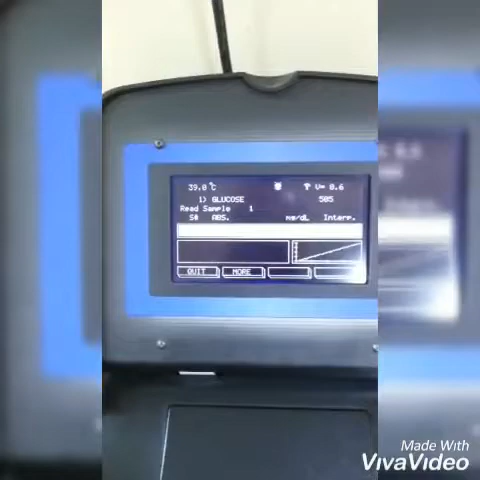 39.0 °C V= 0.6
1) GLUCOSE 505
Read Sample 1
S# ABS. mg/dL Interp.
QUIT MORE
Made With
VivaVideo